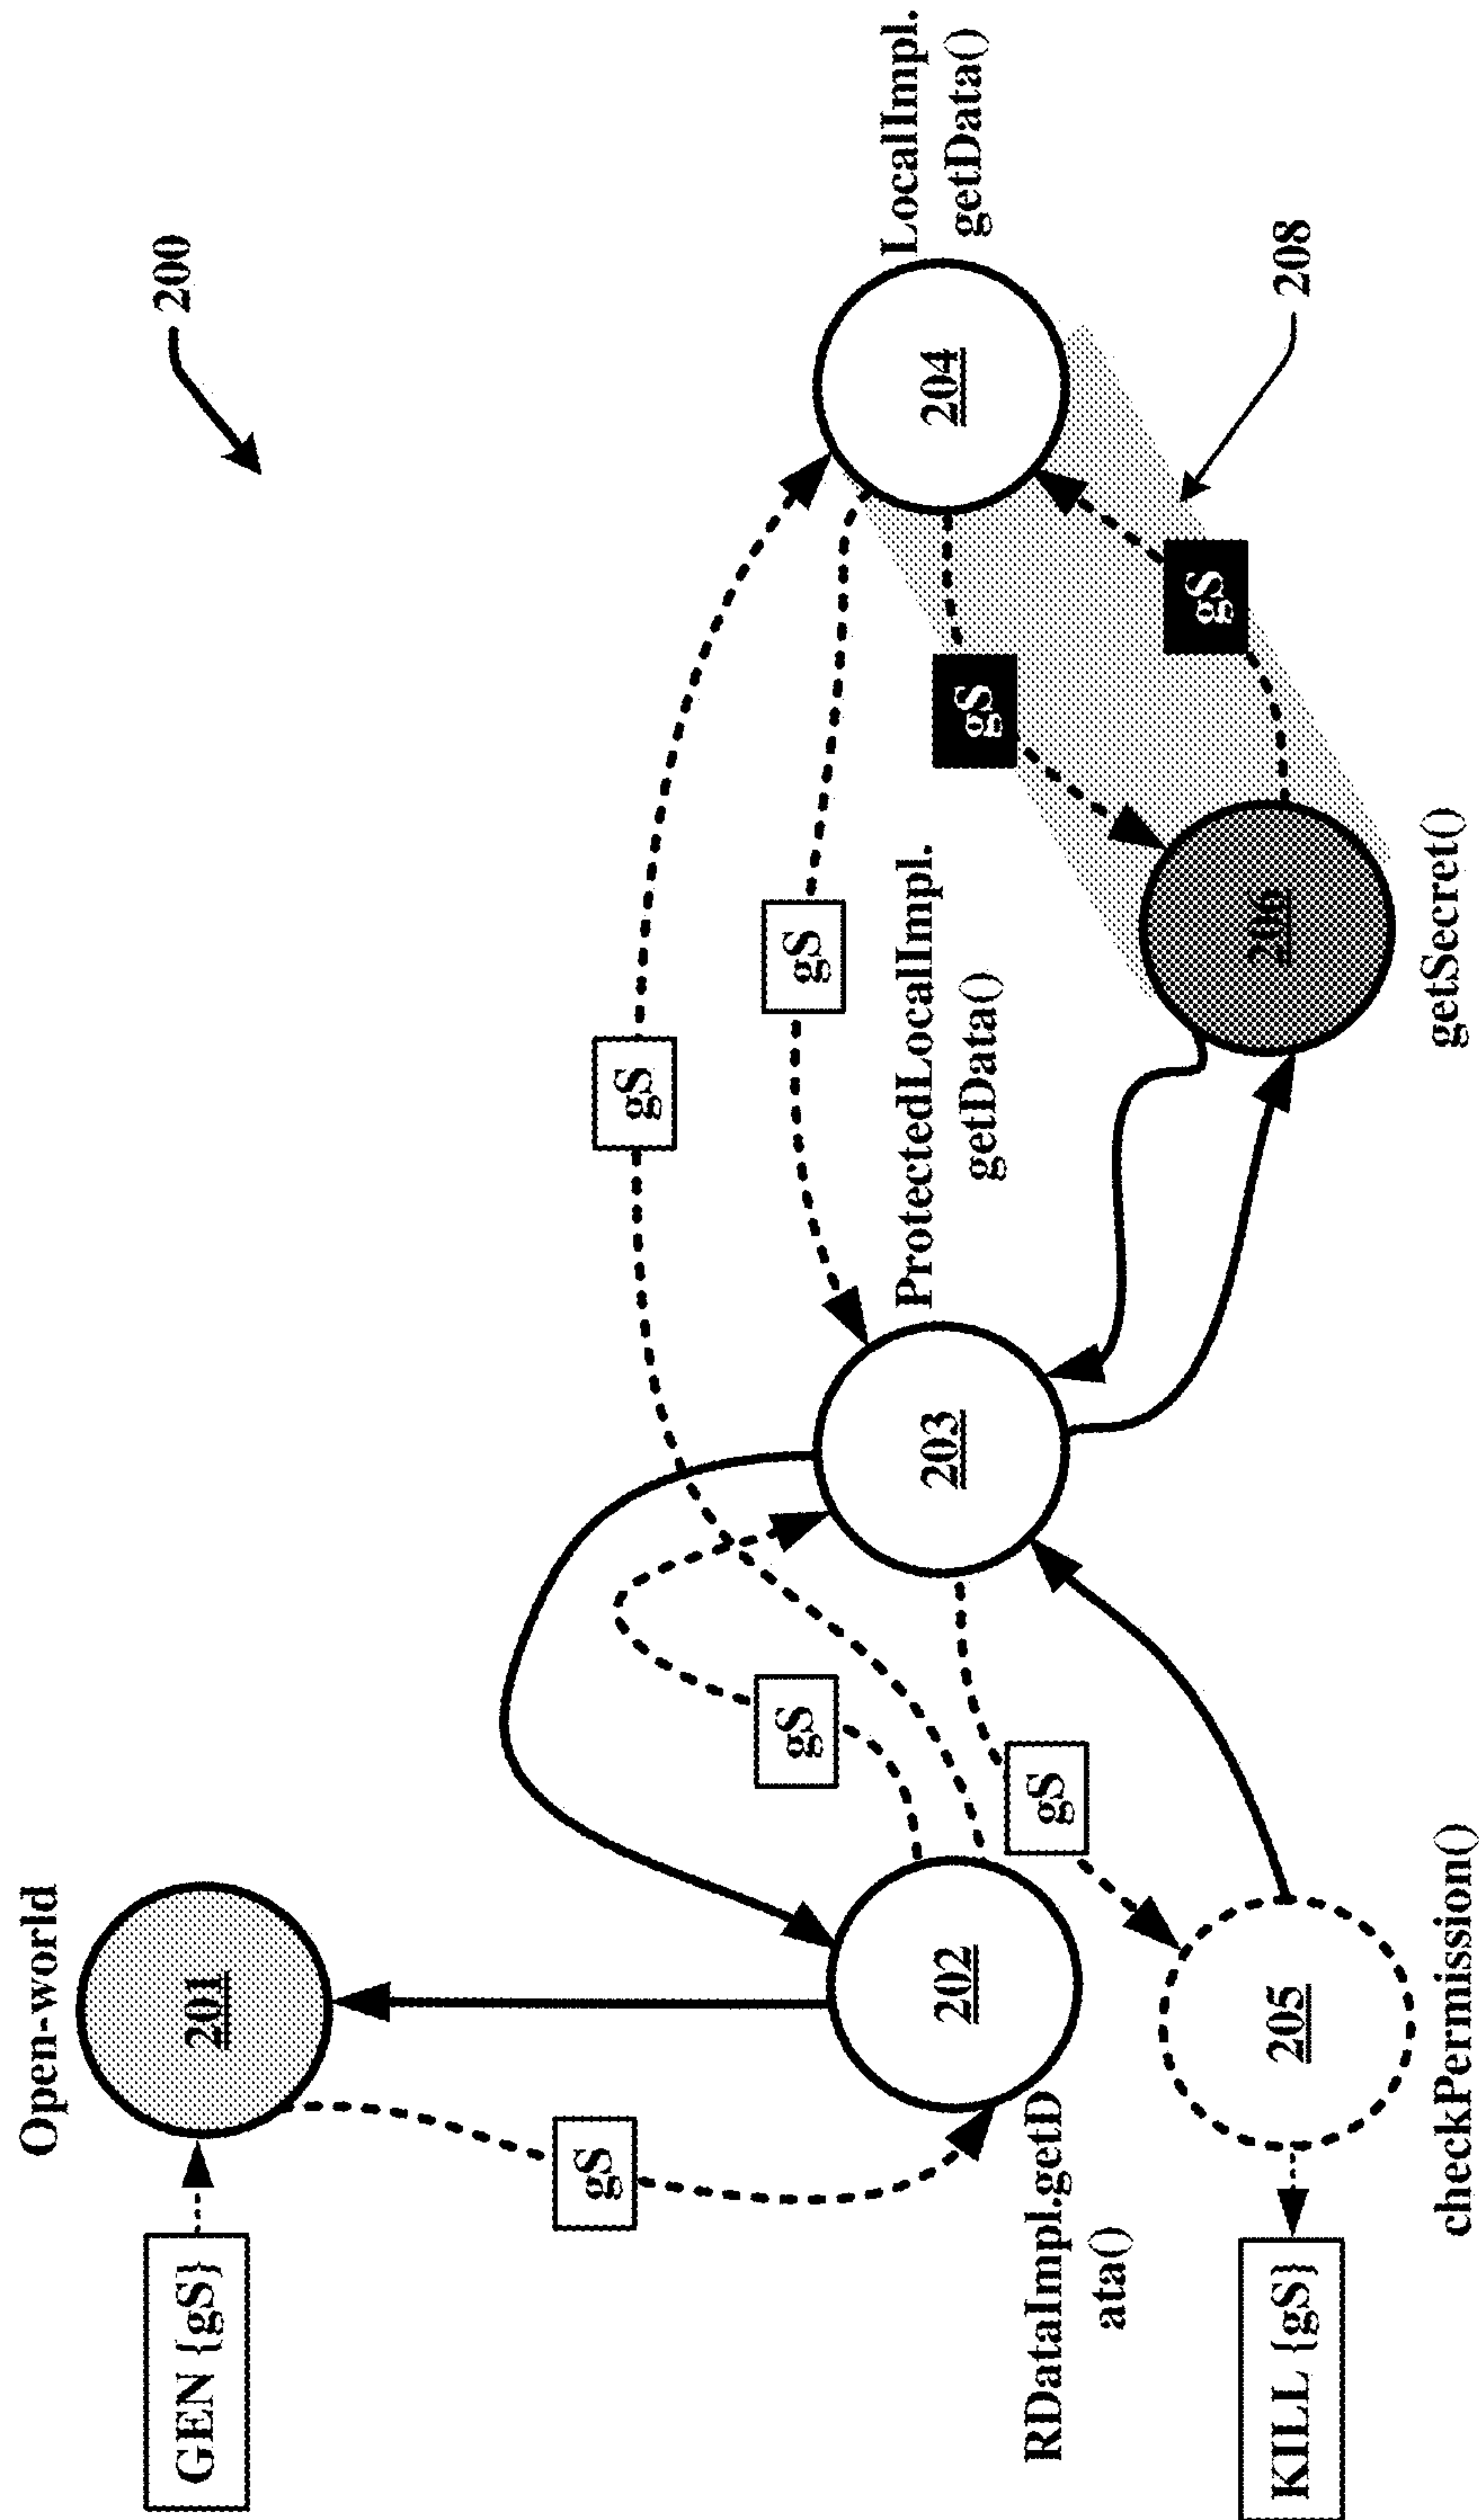 Open-world
200
GEN {gS}
201
gS
gS
gS
gS
LocalImpl.
getData()
ProtectedLocalImpl.
getData()
202
203
204
gS
RDataImpl.getD
ata()
gS
gS
KILL {gS}
205
206
208
checkPermission()
getSecret()